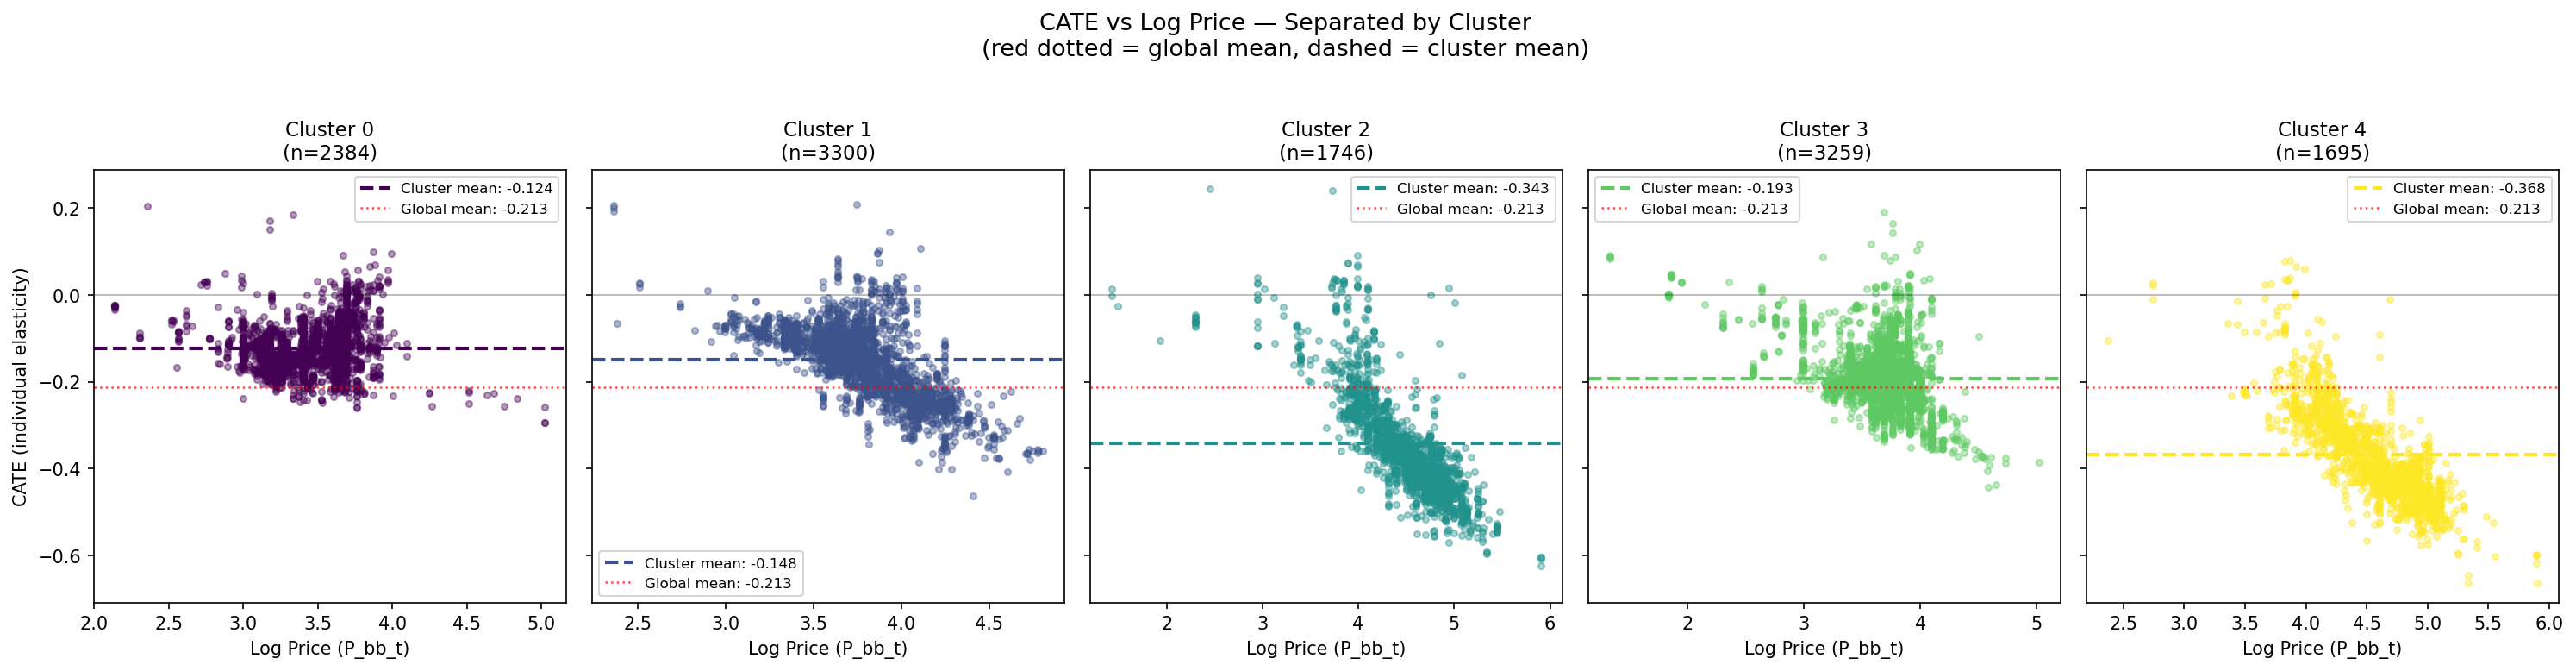 CATE vs Log Price — Separated by Cluster
(red dotted = global mean, dashed = cluster mean)
Cluster 0
(n=2384)
Cluster mean: -0.124
Global mean: -0.213
CATE (individual elasticity)
0.2
0.0
−0.2
−0.4
−0.6
2.0 2.5 3.0 3.5 4.0 4.5 5.0
Log Price (P_bb_t)
Cluster 1
(n=3300)
Cluster mean: -0.148
Global mean: -0.213
2.5 3.0 3.5 4.0 4.5
Log Price (P_bb_t)
Cluster 2
(n=1746)
Cluster mean: -0.343
Global mean: -0.213
2 3 4 5 6
Log Price (P_bb_t)
Cluster 3
(n=3259)
Cluster mean: -0.193
Global mean: -0.213
2 3 4 5
Log Price (P_bb_t)
Cluster 4
(n=1695)
Cluster mean: -0.368
Global mean: -0.213
2.5 3.0 3.5 4.0 4.5 5.0 5.5 6.0
Log Price (P_bb_t)